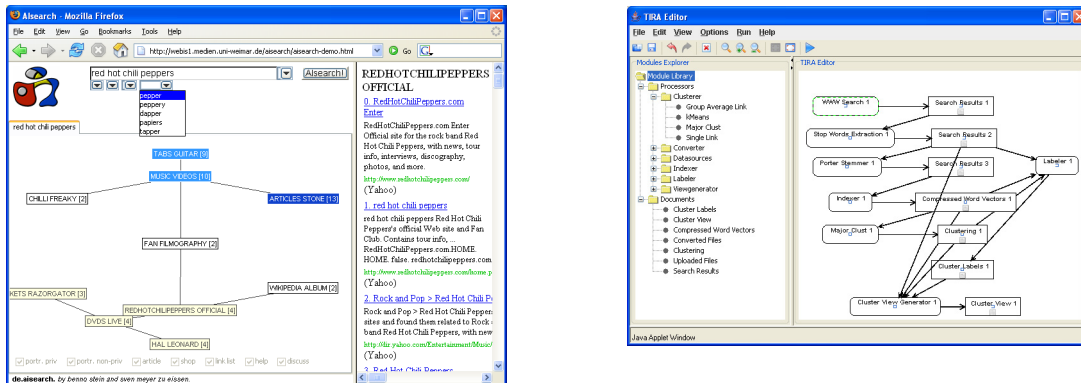 AIsearch - Mozilla Firefox
File Edit View Go Bookmarks Tools Help
http://webis1.medien.uni-weimar.de/aisearch/aisearch-demo.html
Go
red hot chili peppers
AIsearch!
pepper
peppery
dapper
papiers
tapper
red hot chili peppers
TABS GUITAR [9]
MUSIC VIDEOS [10]
CHILLI FREAKY [2]
ARTICLES STONE [13]
FAN FILMOGRAPHY [2]
WIKIPEDIA ALBUM [2]
KETS RAZORGATOR [3]
REDHOTCHILIPEPPERS OFFICIAL [4]
DVDS LIVE [4]
HAL LEONARD [4]
portr. priv portr. non-priv article shop link list help discuss
de.aisearch. by benno stein and sven meyer zu eissen.
REDHOTCHILIPEPPERS
OFFICIAL
0. RedHotChiliPeppers.com
Enter
RedHotChiliPeppers.com Enter
Official site for the rock band Red
Hot Chili Peppers, with news, tour
info, interviews, discography,
photos, and more.
http://www.redhotchilipeppers.com/
(Yahoo)
1. red hot chili peppers
red hot chili peppers Red Hot Chili
Peppers's official Web site and Fan
Club. Contains tour info, ...
RedHotChiliPeppers.com.HOME
HOME. false. redhotchilipeppers.com
http://www.redhotchilipeppers.com/home.p
(Yahoo)
2. Rock and Pop > Red Hot Chili Pe
Rock and Pop > Red Hot Chili Peppers
sites and found them related to Rock
band Red Hot Chili Peppers, with new
http://dir.yahoo.com/Entertainment/Music/
(Yahoo)
3. Red Hot Chili Peppers
TIRA Editor
File Edit View Options Run Help
Modules Explorer
Module Library
Processors
Clusterer
Group Average Link
kMeans
Major Clust
Single Link
Converter
Datasources
Indexer
Labeler
Viewgenerator
Documents
Cluster Labels
Cluster View
Compressed Word Vectors
Converted Files
Clustering
Uploaded Files
Search Results
TIRA Editor
WWW Search 1
Search Results 1
Stop Words Extraction 1
Search Results 2
Porter Stemmer 1
Search Results 3
Labeler 1
Indexer 1
Compressed Word Vectors 1
Major Clust 1
Clustering 1
Cluster Labels 1
Cluster View Generator 1
Cluster View 1
Java Applet Window